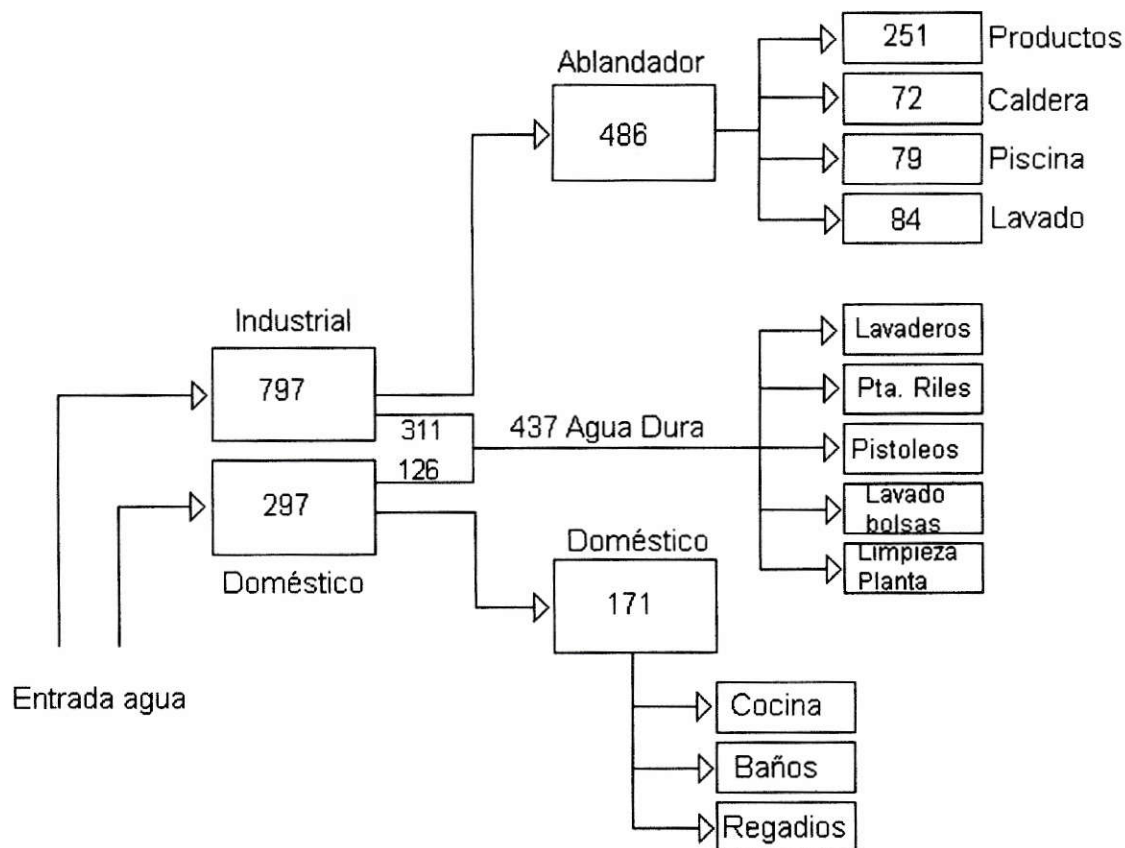 251 Productos
Ablandador
72 Caldera
486
79 Piscina
84 Lavado
Industrial
Lavaderos
797
Pta. Riles
311
437 Agua Dura
Pistoleos
126
297
Lavado
bolsas
Doméstico
Doméstico
Limpieza
Planta
171
Entrada agua
Cocina
Baños
Regadios